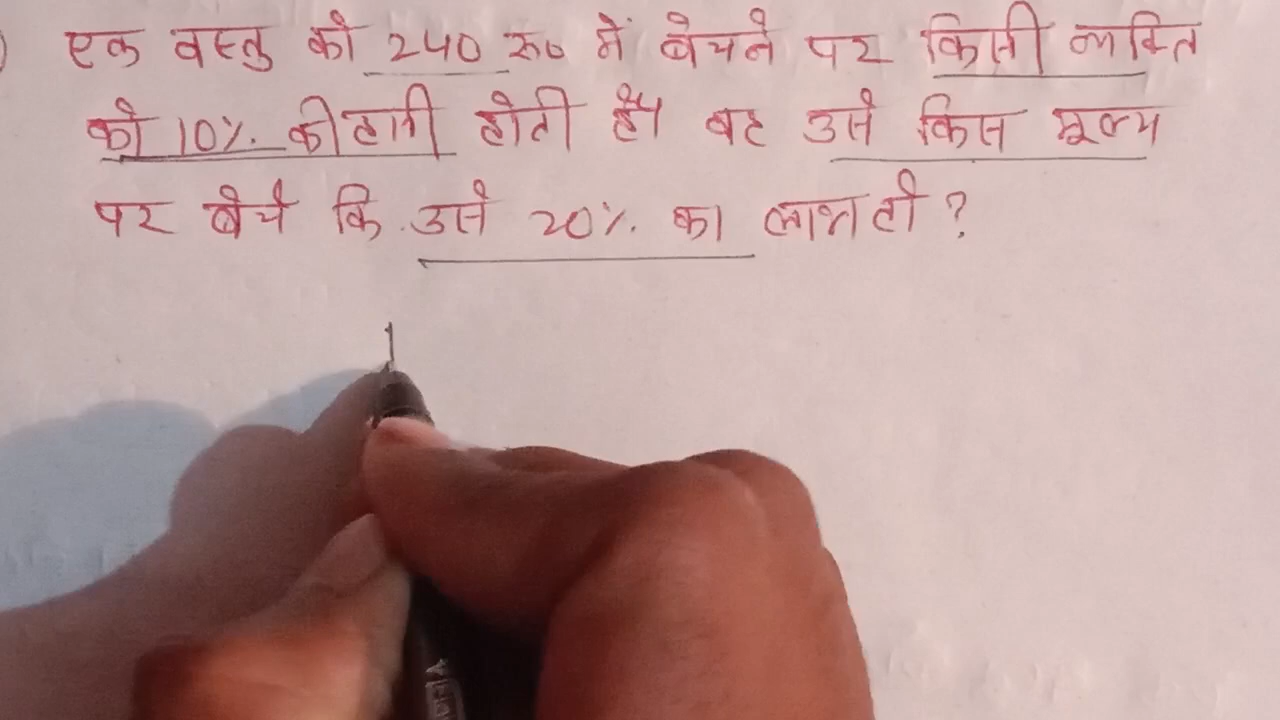 एक वस्तु को 240 रू० में बेचने पर किसी व्यक्ति
को 10% की हानी होती है। वह उसे किस मूल्य
पर बेचे कि उसे 20% का लाभ हो ?